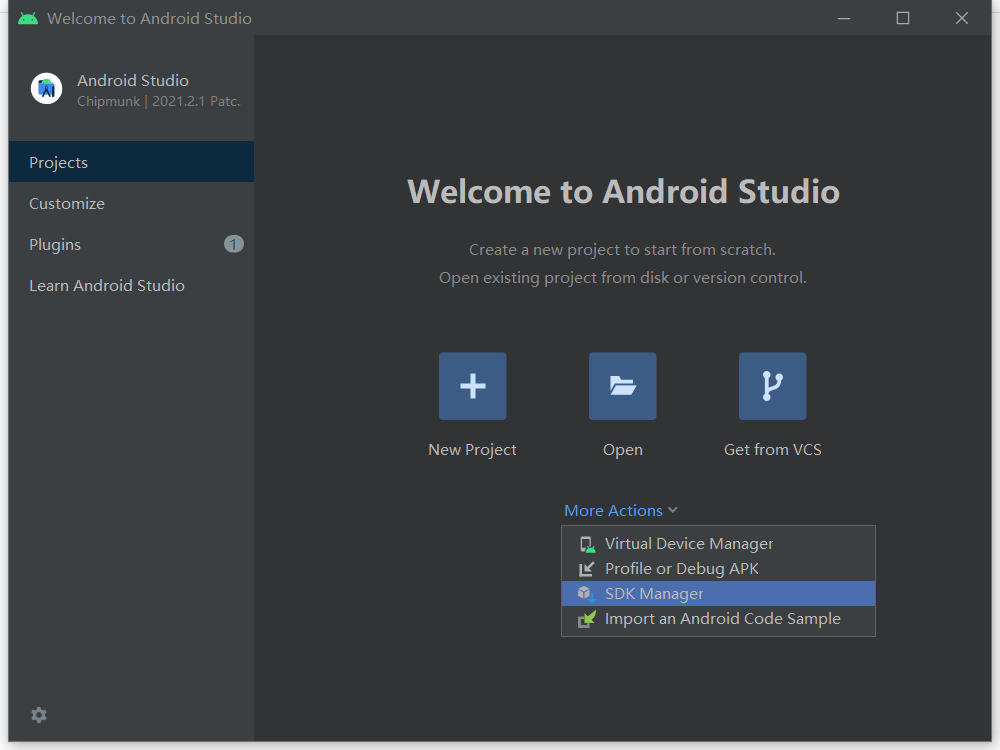 Welcome to Android Studio
Android Studio
Chipmunk | 2021.2.1 Patc.
Projects
Customize
Plugins
1
Learn Android Studio
Welcome to Android Studio
Create a new project to start from scratch.
Open existing project from disk or version control.
New Project
Open
Get from VCS
More Actions
Virtual Device Manager
Profile or Debug APK
SDK Manager
Import an Android Code Sample